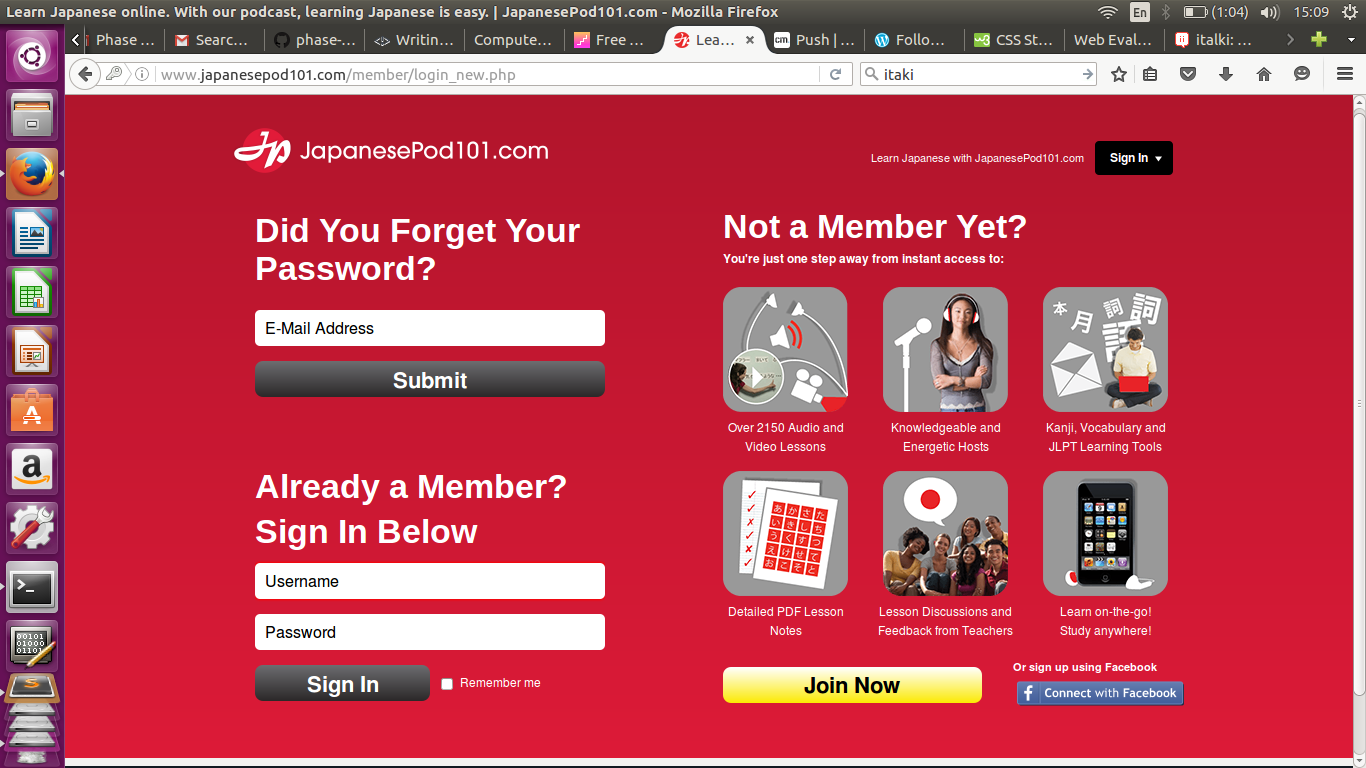 Learn Japanese online. With our podcast, learning Japanese is easy. | JapanesePod101.com - Mozilla Firefox
En
(1:04)
15:09
Phase ...
Searc...
phase-...
Writin...
Compute...
Free ...
Lea...
Push | ...
Follo...
CSS St...
Web Eval...
italki: ...
www.japanesepod101.com/member/login_new.php
itaki
JapanesePod101.com
Learn Japanese with JapanesePod101.com
Sign In
Did You Forget Your
Password?
E-Mail Address
Submit
Already a Member?
Sign In Below
Username
Password
Sign In
Remember me
Not a Member Yet?
You're just one step away from instant access to:
本月詞詞
Over 2150 Audio and
Video Lessons
Knowledgeable and
Energetic Hosts
Kanji, Vocabulary and
JLPT Learning Tools
あかさた
いきしち
うくすつ
えけせて
おこそと
Detailed PDF Lesson
Notes
Lesson Discussions and
Feedback from Teachers
Learn on-the-go!
Study anywhere!
Join Now
Or sign up using Facebook
Connect with Facebook